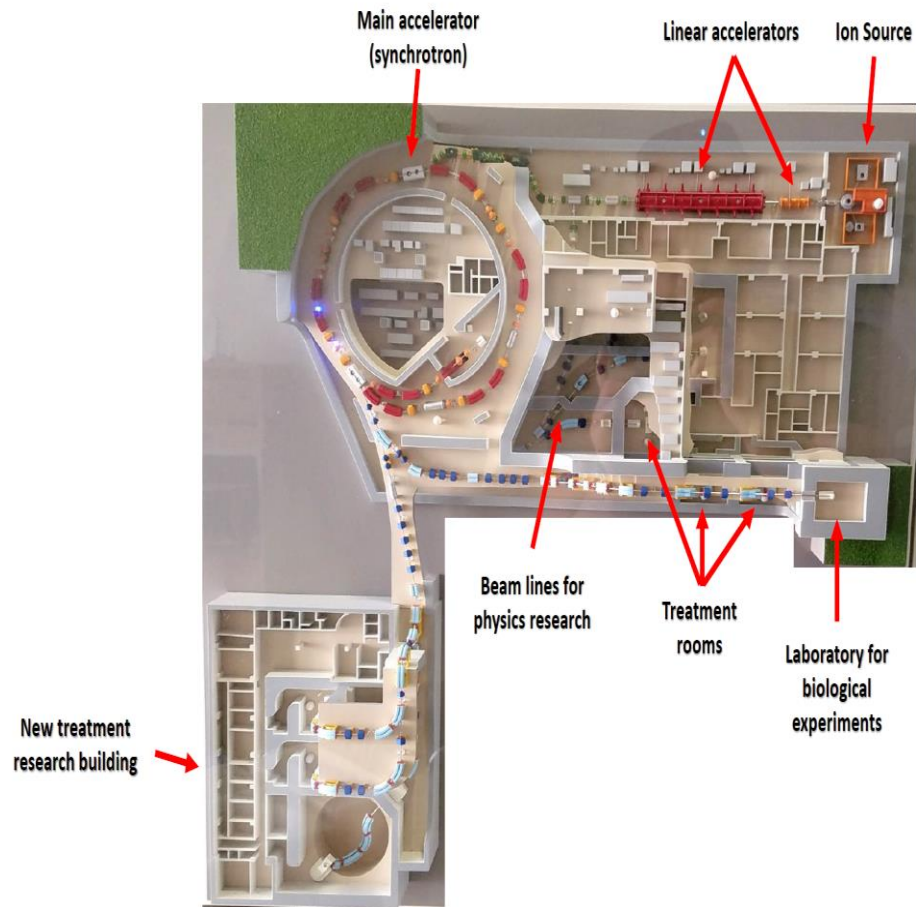 Main accelerator
(synchrotron)
Linear accelerators
Ion Source
Beam lines for
physics research
Treatment
rooms
Laboratory for
biological
experiments
New treatment
research building